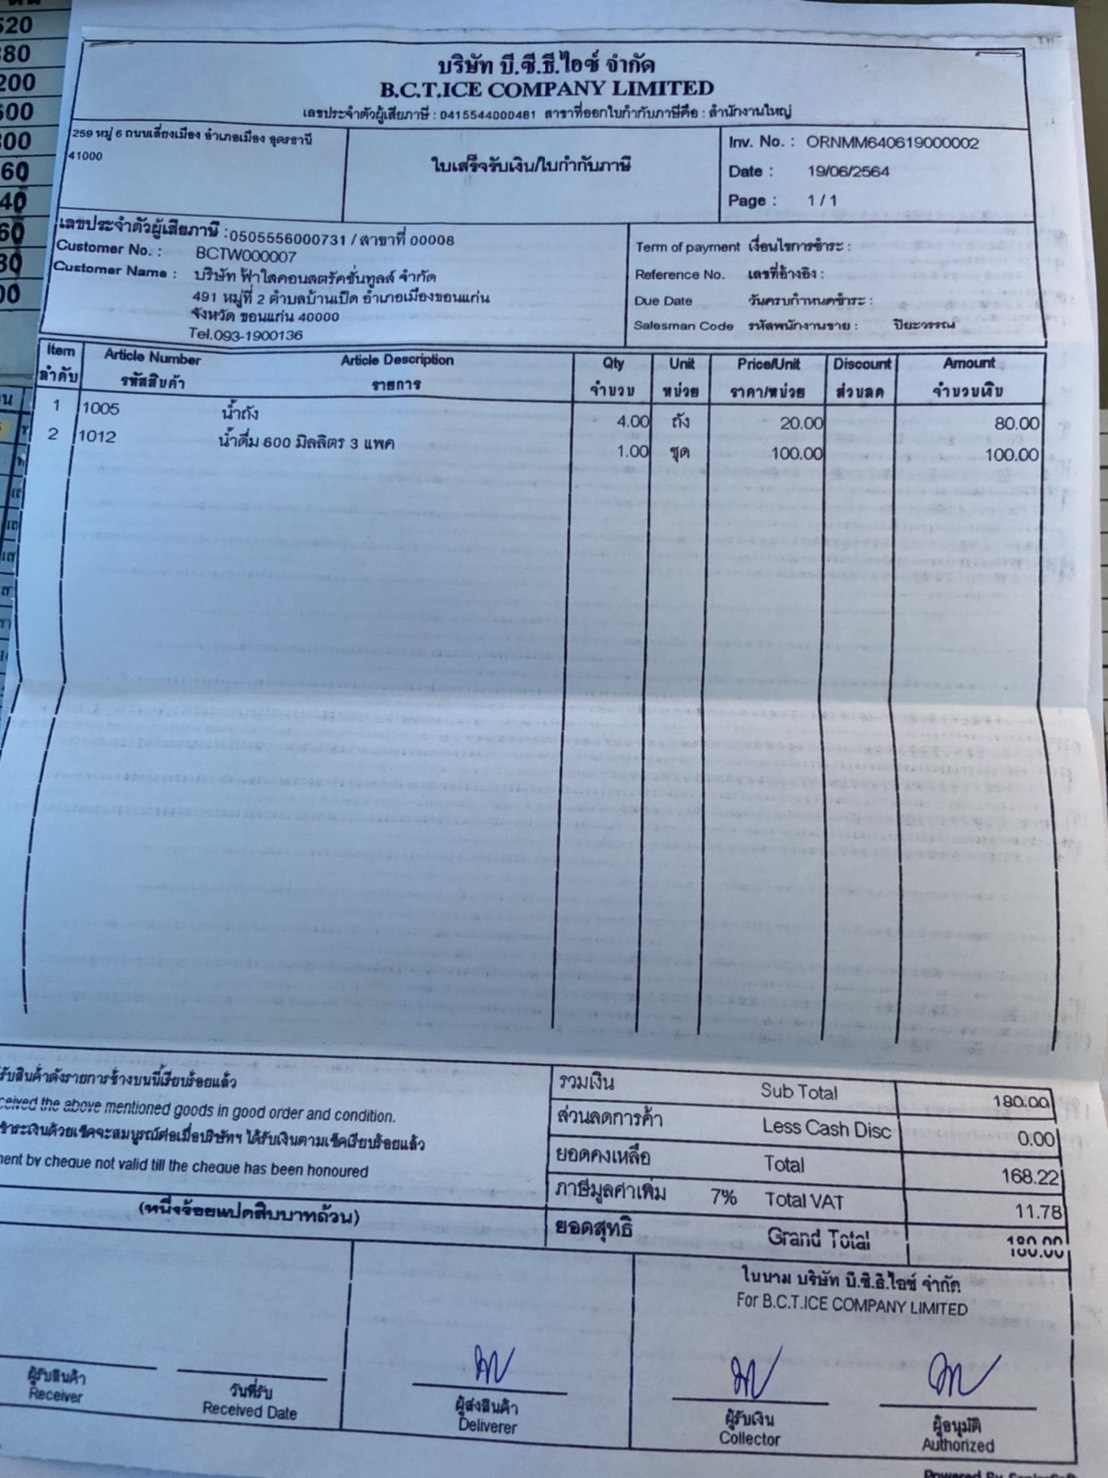 บริษัท บี.ซี.ธี.ไอซ์ จำกัด
B.C.T.ICE COMPANY LIMITED
เลขประจำตัวผู้เสียภาษี : 0415544000481 สาขาที่ออกใบกำกับภาษีคือ : สำนักงานใหญ่
259 หมู่ 6 ถนนเลี่ยงเมือง อำเภอเมือง อุดรธานี
41000
ใบเสร็จรับเงิน/ใบกำกับภาษี
Inv. No. : ORNMM640619000002
Date : 19/06/2564
Page : 1 / 1
เลขประจำตัวผู้เสียภาษี : 0505556000731 / สาขาที่ 00008
Customer No. : BCTW000007
Customer Name : บริษัท ฟ้าใสคอนสตรัคชั่นทูลส์ จำกัด
491 หมู่ที่ 2 ตำบลบ้านเป็ด อำเภอเมืองขอนแก่น
จังหวัด ขอนแก่น 40000
Tel.093-1900136
Term of payment เงื่อนไขการชำระ :
Reference No. เลขที่อ้างอิง :
Due Date วันครบกำหนดชำระ :
Salesman Code รหัสพนักงานขาย : ปิยะวรรณ
Item Article Number Article Description Qty Unit Price/Unit Discount Amount
ลำดับ รหัสสินค้า รายการ จำนวน หน่วย ราคา/หน่วย ส่วนลด จำนวนเงิน
1 1005 น้ำถัง 4.00 ถัง 20.00 80.00
2 1012 น้ำดื่ม 600 มิลลิตร 3 แพค 1.00 ชุด 100.00 100.00
รับสินค้าดังรายการข้างบนนี้เรียบร้อยแล้ว
ceived the above mentioned goods in good order and condition.
ชำระเงินด้วยเช็คจะสมบูรณ์ต่อเมื่อบริษัทฯ ได้รับเงินตามเช็คเรียบร้อยแล้ว
ment by cheque not valid till the cheque has been honoured
(หนึ่งร้อยแปดสิบบาทถ้วน)
รวมเงิน Sub Total 180.00
ส่วนลดการค้า Less Cash Disc 0.00
ยอดคงเหลือ Total 168.22
ภาษีมูลค่าเพิ่ม 7% Total VAT 11.78
ยอดสุทธิ Grand Total 180.00
ในนาม บริษัท บี.ซี.ธี.ไอซ์ จำกัด
For B.C.T.ICE COMPANY LIMITED
ผู้รับสินค้า
Receiver
วันที่รับ
Received Date
ผู้ส่งสินค้า
Deliverer
ผู้รับเงิน
Collector
ผู้อนุมัติ
Authorized